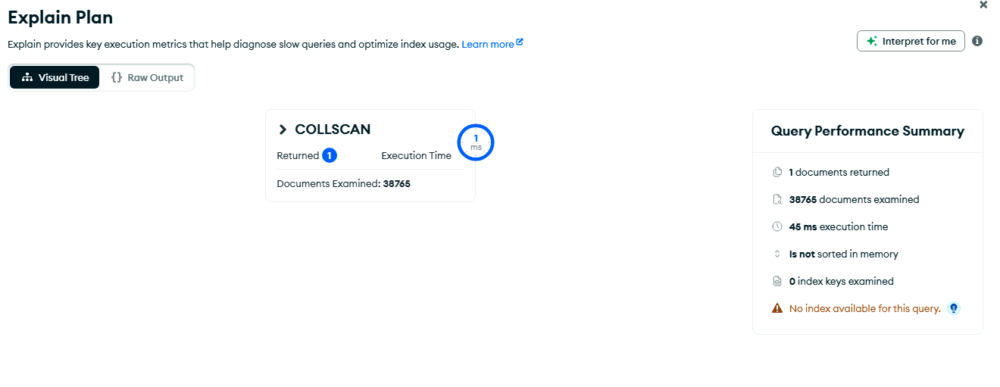 Explain Plan
Explain provides key execution metrics that help diagnose slow queries and optimize index usage. Learn more
Interpret for me
Visual Tree
Raw Output
COLLSCAN
1
ms
Returned 1
Execution Time
Documents Examined: 38765
Query Performance Summary
1 documents returned
38765 documents examined
45 ms execution time
Is not sorted in memory
0 index keys examined
No index available for this query.